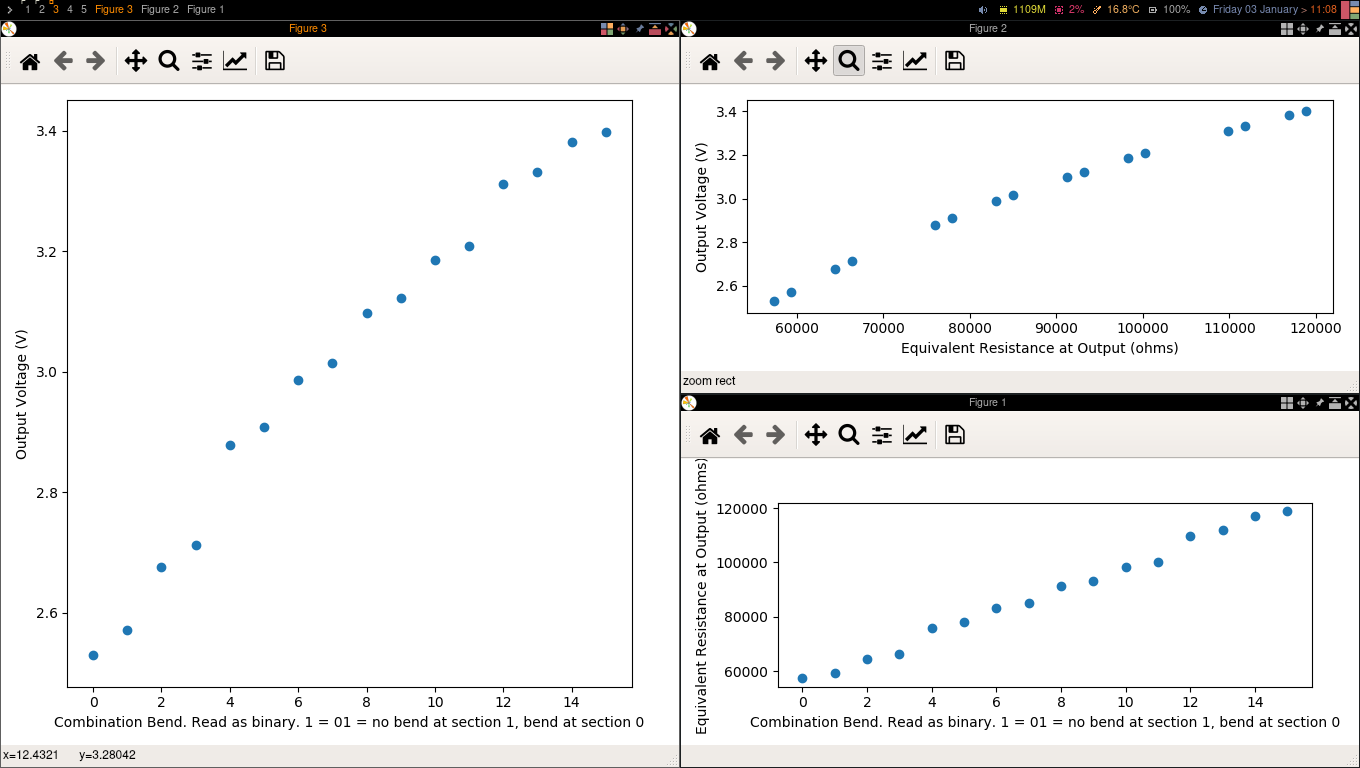 1 2 3 4 5 Figure 3 Figure 2 Figure 1 1109M 2% 16.8°C 100% Friday 03 January > 11:08
Figure 3
3.4
3.2
3.0
2.8
2.6
Output Voltage (V)
0 2 4 6 8 10 12 14
Combination Bend. Read as binary. 1 = 01 = no bend at section 1, bend at section 0
x=12.4321 y=3.28042
Figure 2
3.4
3.2
3.0
2.8
2.6
Output Voltage (V)
60000 70000 80000 90000 100000 110000 120000
Equivalent Resistance at Output (ohms)
zoom rect
Figure 1
120000
100000
80000
60000
Equivalent Resistance at Output (ohms)
0 2 4 6 8 10 12 14
Combination Bend. Read as binary. 1 = 01 = no bend at section 1, bend at section 0